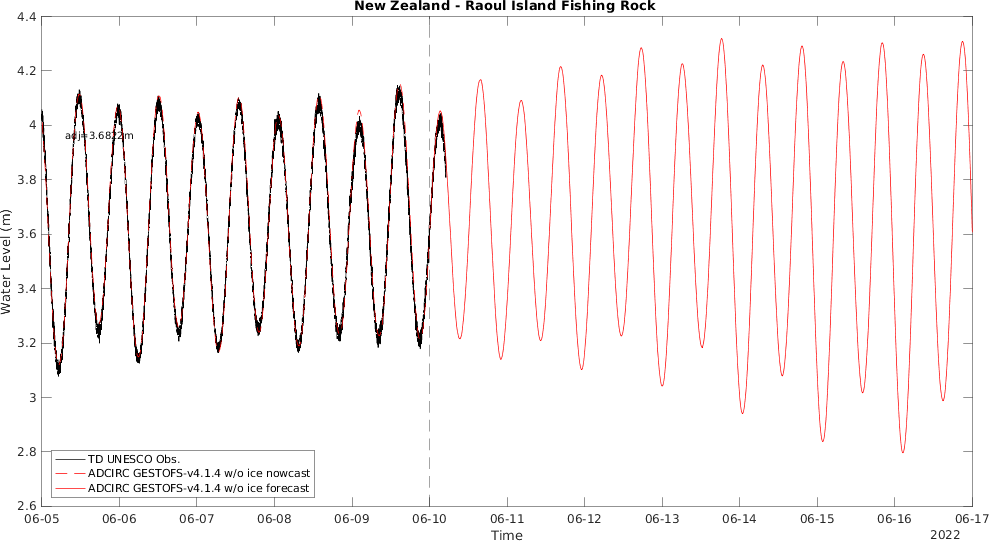 New Zealand - Raoul Island Fishing Rock
4.4
4.2
4
3.8
3.6
3.4
3.2
3
2.8
2.6
Water Level (m)
adj=3.6822m
TD UNESCO Obs.
ADCIRC GESTOFS-v4.1.4 w/o ice nowcast
ADCIRC GESTOFS-v4.1.4 w/o ice forecast
06-05 06-06 06-07 06-08 06-09 06-10 06-11 06-12 06-13 06-14 06-15 06-16 06-17
Time
2022